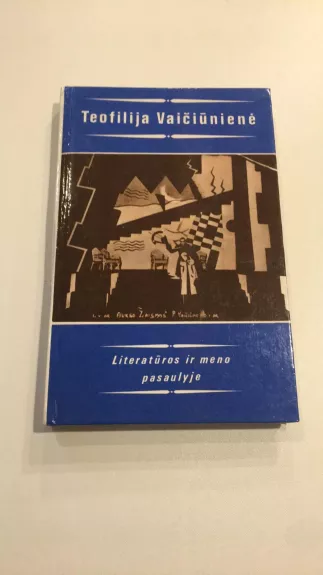 Teofilija Vaičiūnienė
Literatūros ir meno
pasaulyje